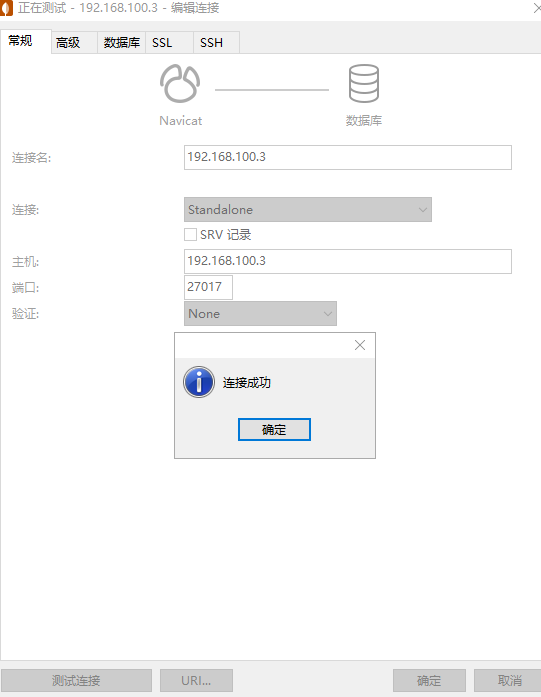 正在测试 - 192.168.100.3 - 编辑连接
常规 高级 数据库 SSL SSH
Navicat 数据库
连接名: 192.168.100.3
连接: Standalone
SRV 记录
主机: 192.168.100.3
端口: 27017
验证: None
连接成功
确定
测试连接 URI... 确定 取消